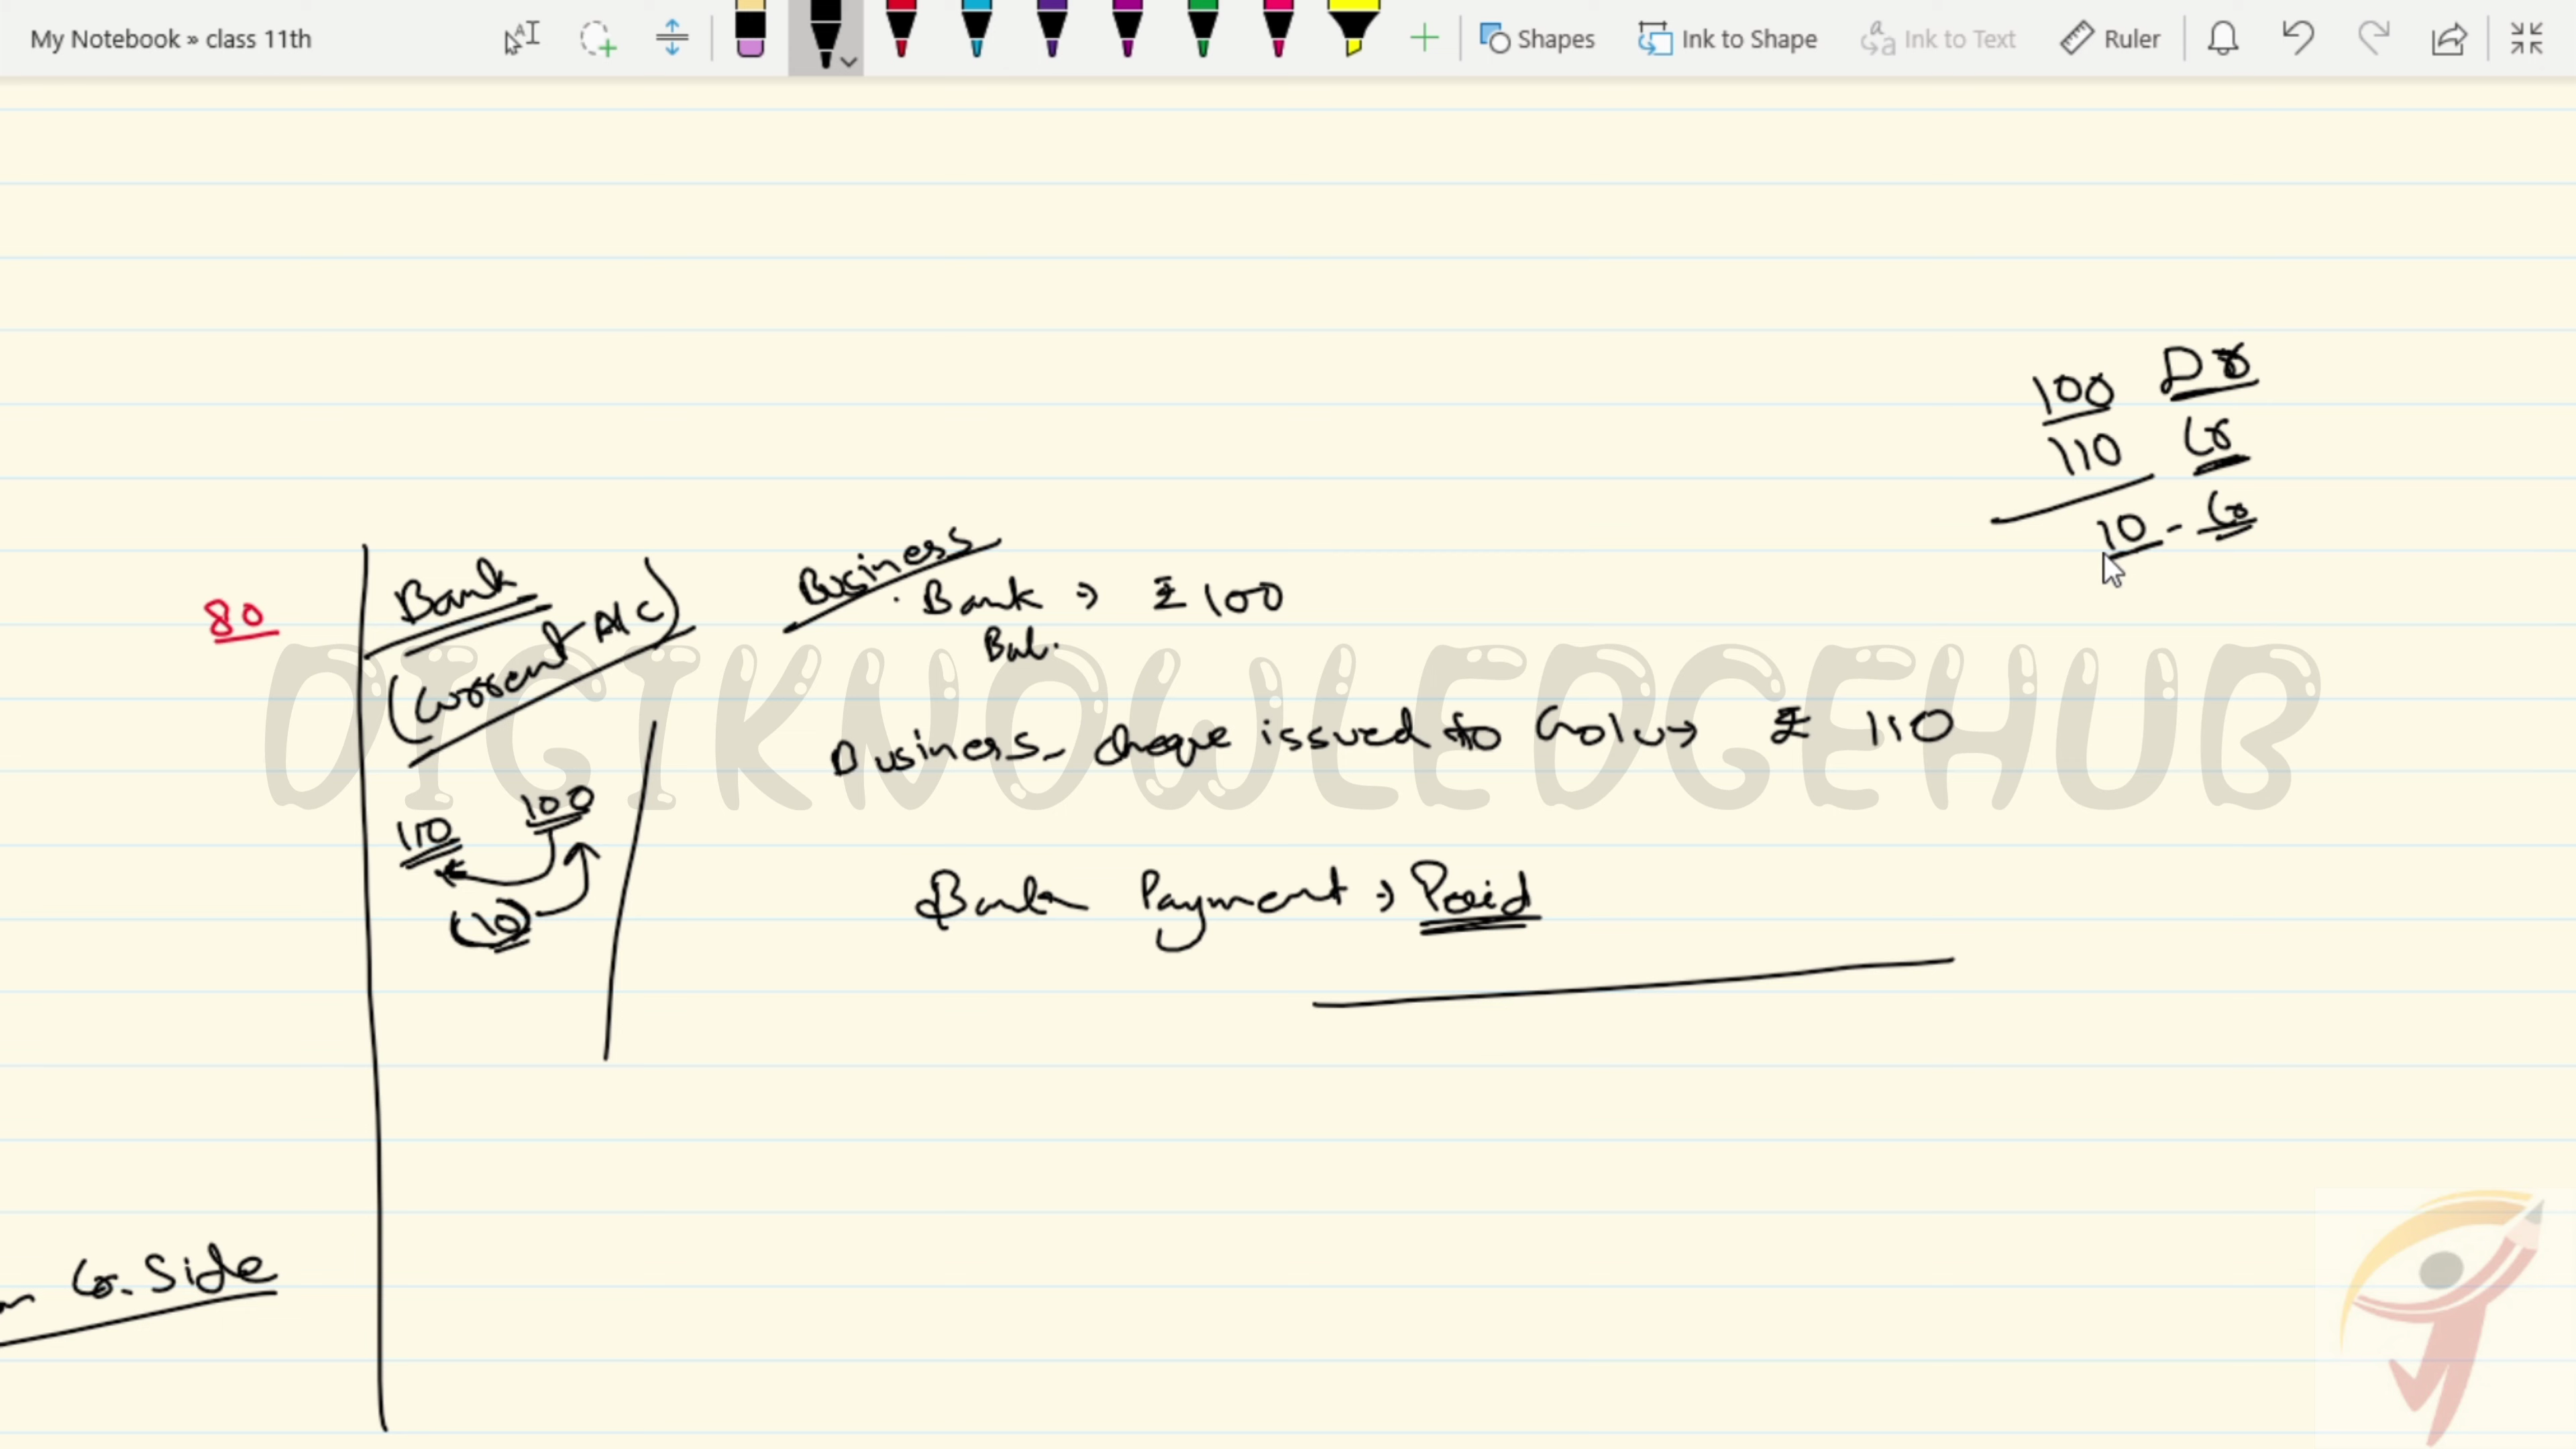 My Notebook » class 11th
Shapes
Ink to Shape
Ink to Text
Ruler
100 Dr
110 Cr
10 - Cr
80
Bank
(Current A/c)
110 100
(10)
Business
Bank → ₹ 100
Bal.
Business - cheque issued to Golu → ₹ 110
Bank Payment → Paid
Cr. Side
DIGIKNOWLEDGEHUB